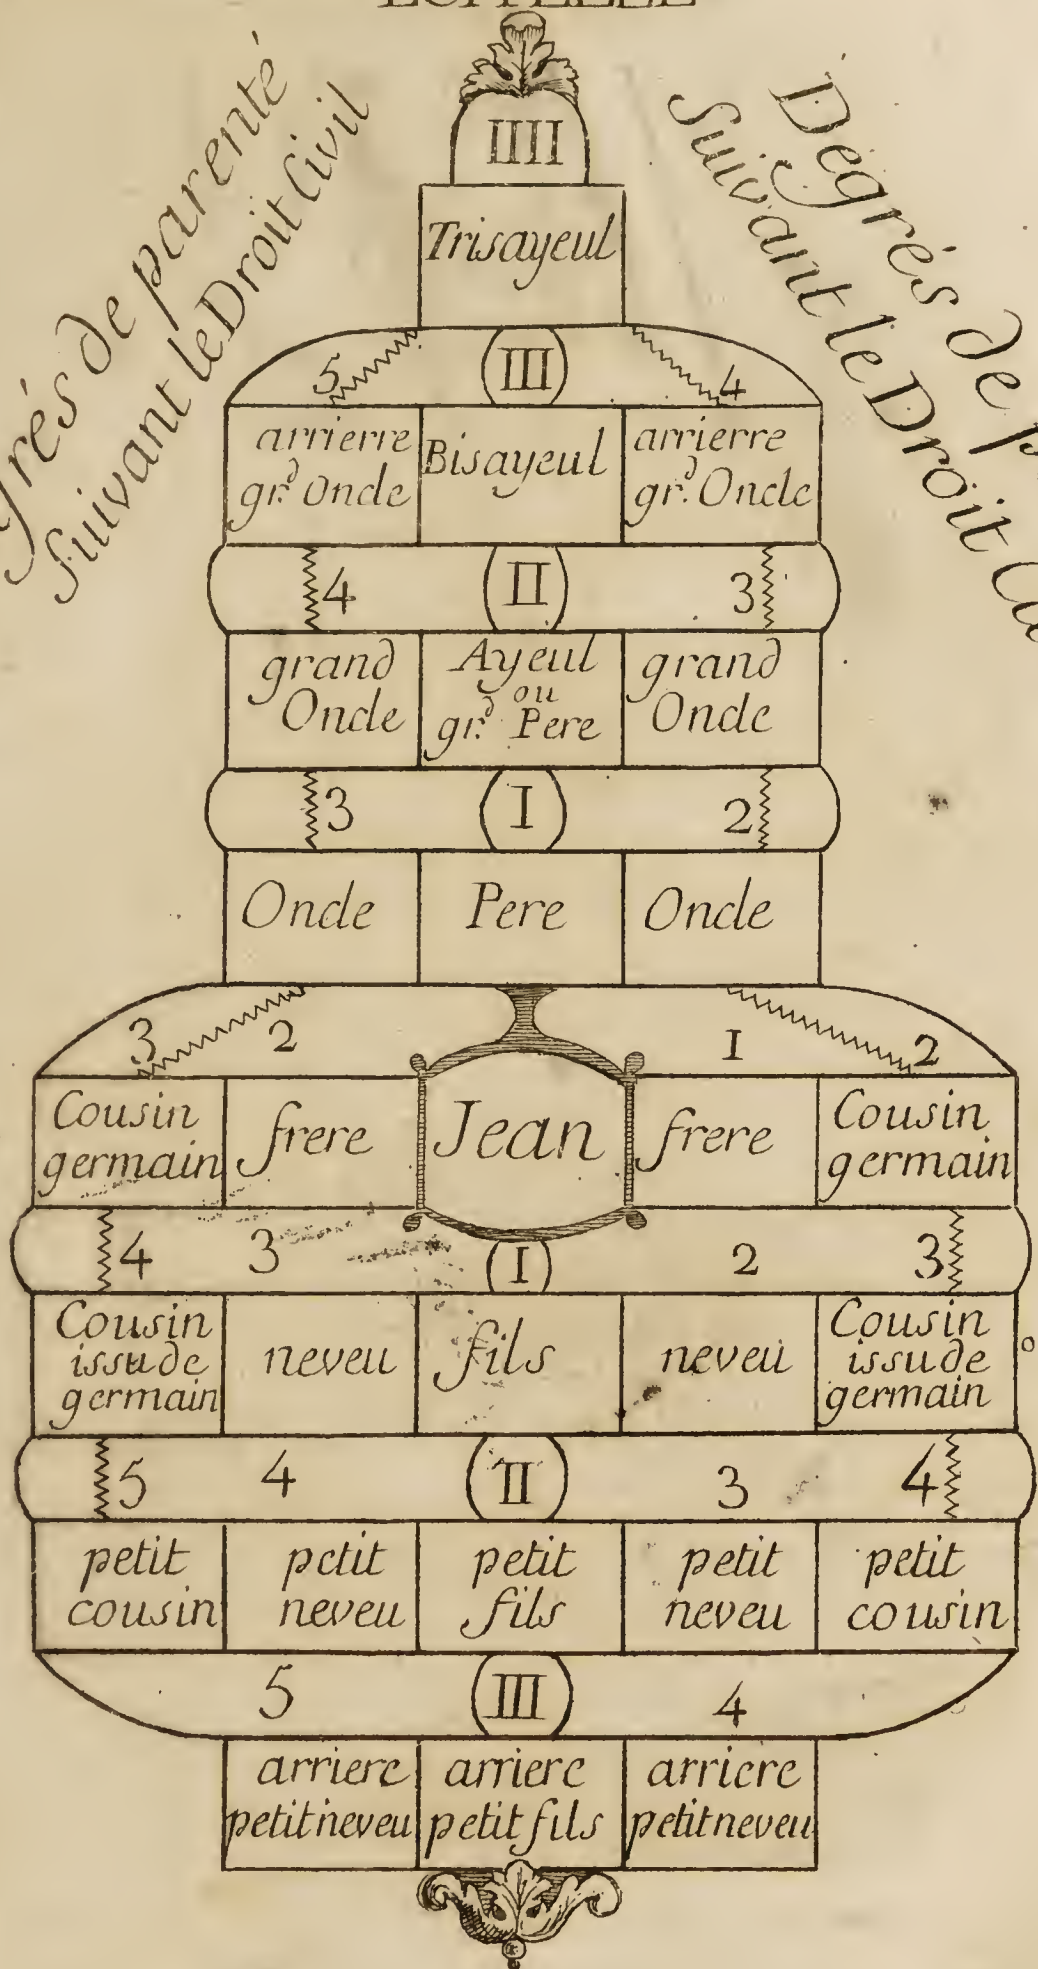 IIII
Trisayeul
grés de parenté
suivant le Droit Civil
Degrés de p
Suivant le Droit Ci
5 III 4
arrierre gr.d Oncle
Bisayeul
arrierre gr.d Oncle
4 II 3
grand Oncle
Ayeul ou gr.d Pere
grand Oncle
3 I 2
Oncle Pere Oncle
3 2 1 2
Cousin germain
frere
Jean
frere
Cousin germain
4 3 I 2 3
Cousin issu de germain
neveu
fils
neveu
Cousin issu de germain
5 4 II 3 4
petit cousin
petit neveu
petit fils
petit neveu
petit cousin
5 III 4
arriere petit neveu
arriere petit fils
arriere petit neveu